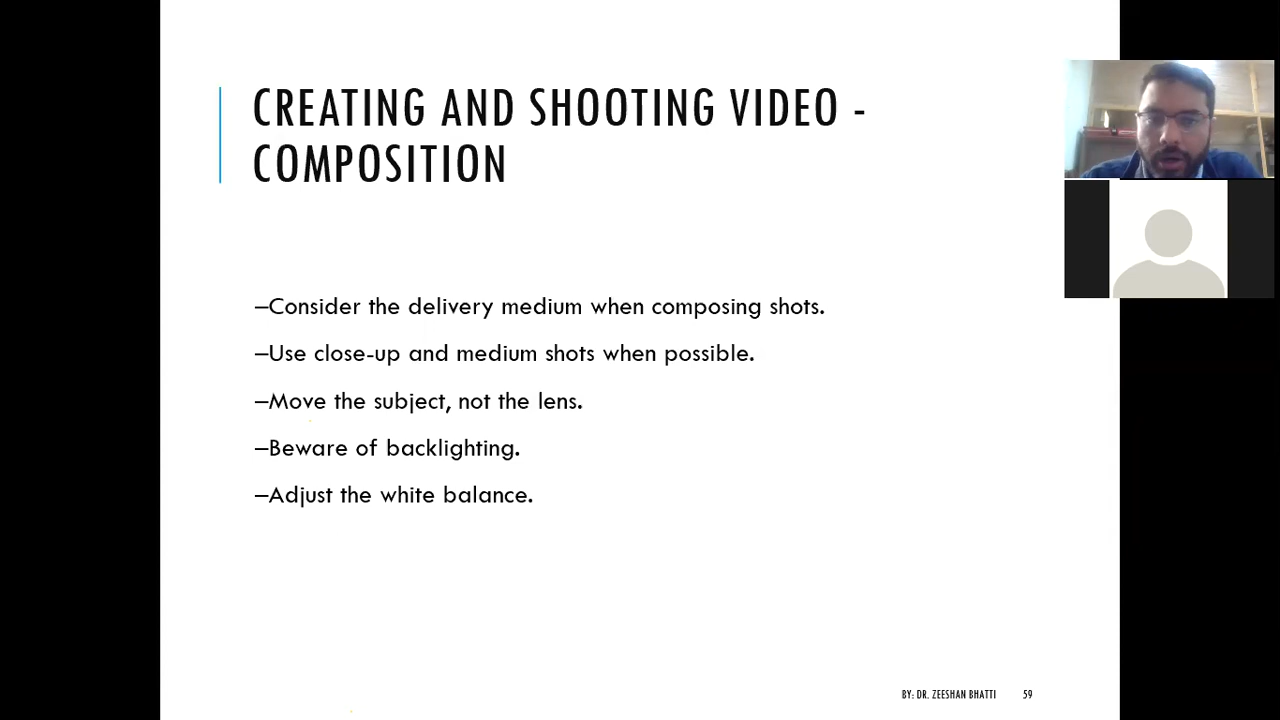 CREATING AND SHOOTING VIDEO -
COMPOSITION
–Consider the delivery medium when composing shots.
–Use close-up and medium shots when possible.
–Move the subject, not the lens.
–Beware of backlighting.
–Adjust the white balance.
BY: DR. ZEESHAN BHATTI 59